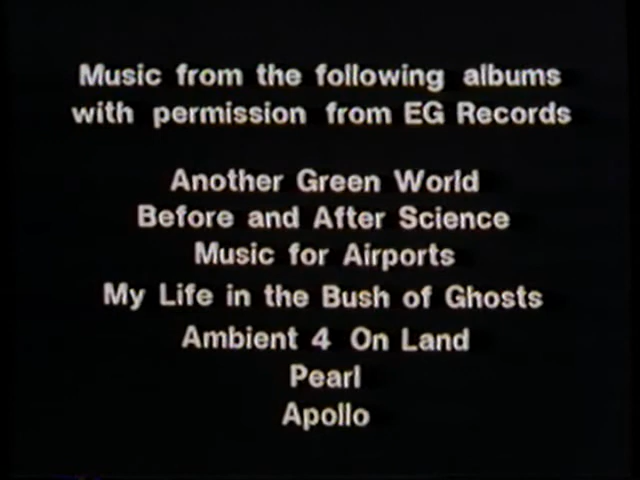 Music from the following albums
with permission from EG Records
Another Green World
Before and After Science
Music for Airports
My Life in the Bush of Ghosts
Ambient 4 On Land
Pearl
Apollo